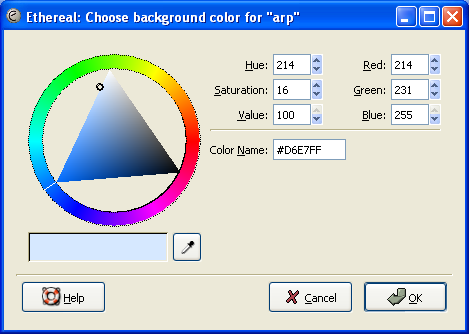 Ethereal: Choose background color for "arp"
Hue: 214 Red: 214
Saturation: 16 Green: 231
Value: 100 Blue: 255
Color Name: #D6E7FF
Help Cancel OK